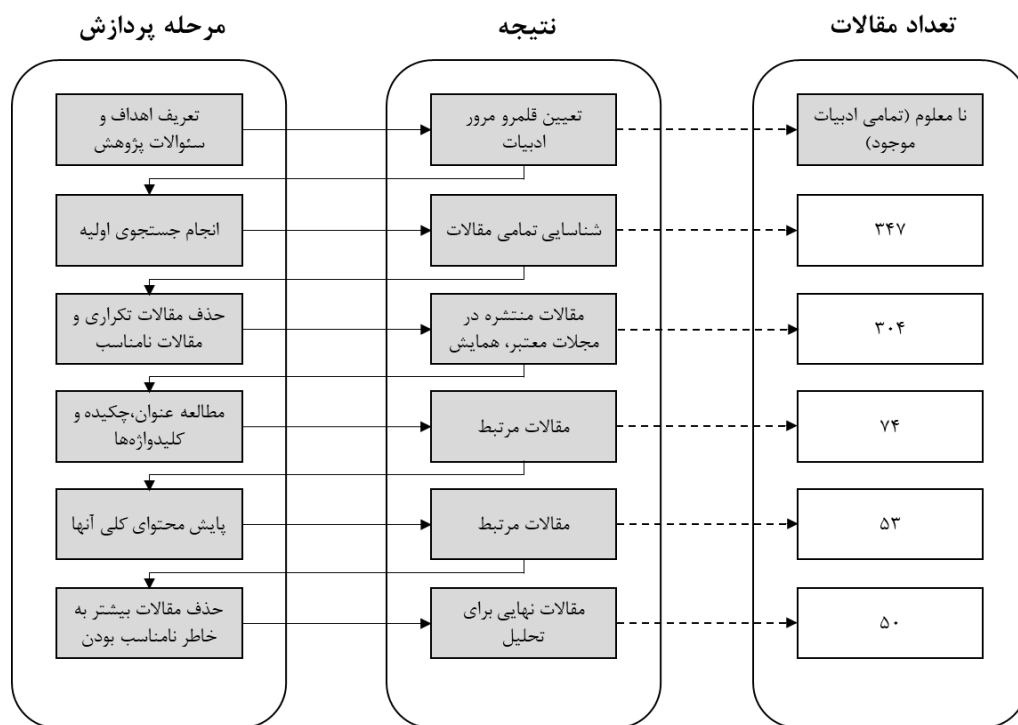 مرحله پردازش
نتیجه
تعداد مقالات
تعریف اهداف و
سئوالات پژوهش
تعیین قلمرو مرور
ادبیات
نا معلوم (تمامی ادبیات
موجود)
انجام جستجوی اولیه
شناسایی تمامی مقالات
۳۴۷
حذف مقالات تکراری و
مقالات نامناسب
مقالات منتشره در
مجلات معتبر، همایش
۳۰۴
مطالعه عنوان،چکیده و
کلیدواژه‌ها
مقالات مرتبط
۷۴
پایش محتوای کلی آنها
مقالات مرتبط
۵۳
حذف مقالات بیشتر به
خاطر نامناسب بودن
مقالات نهایی برای
تحلیل
۵۰